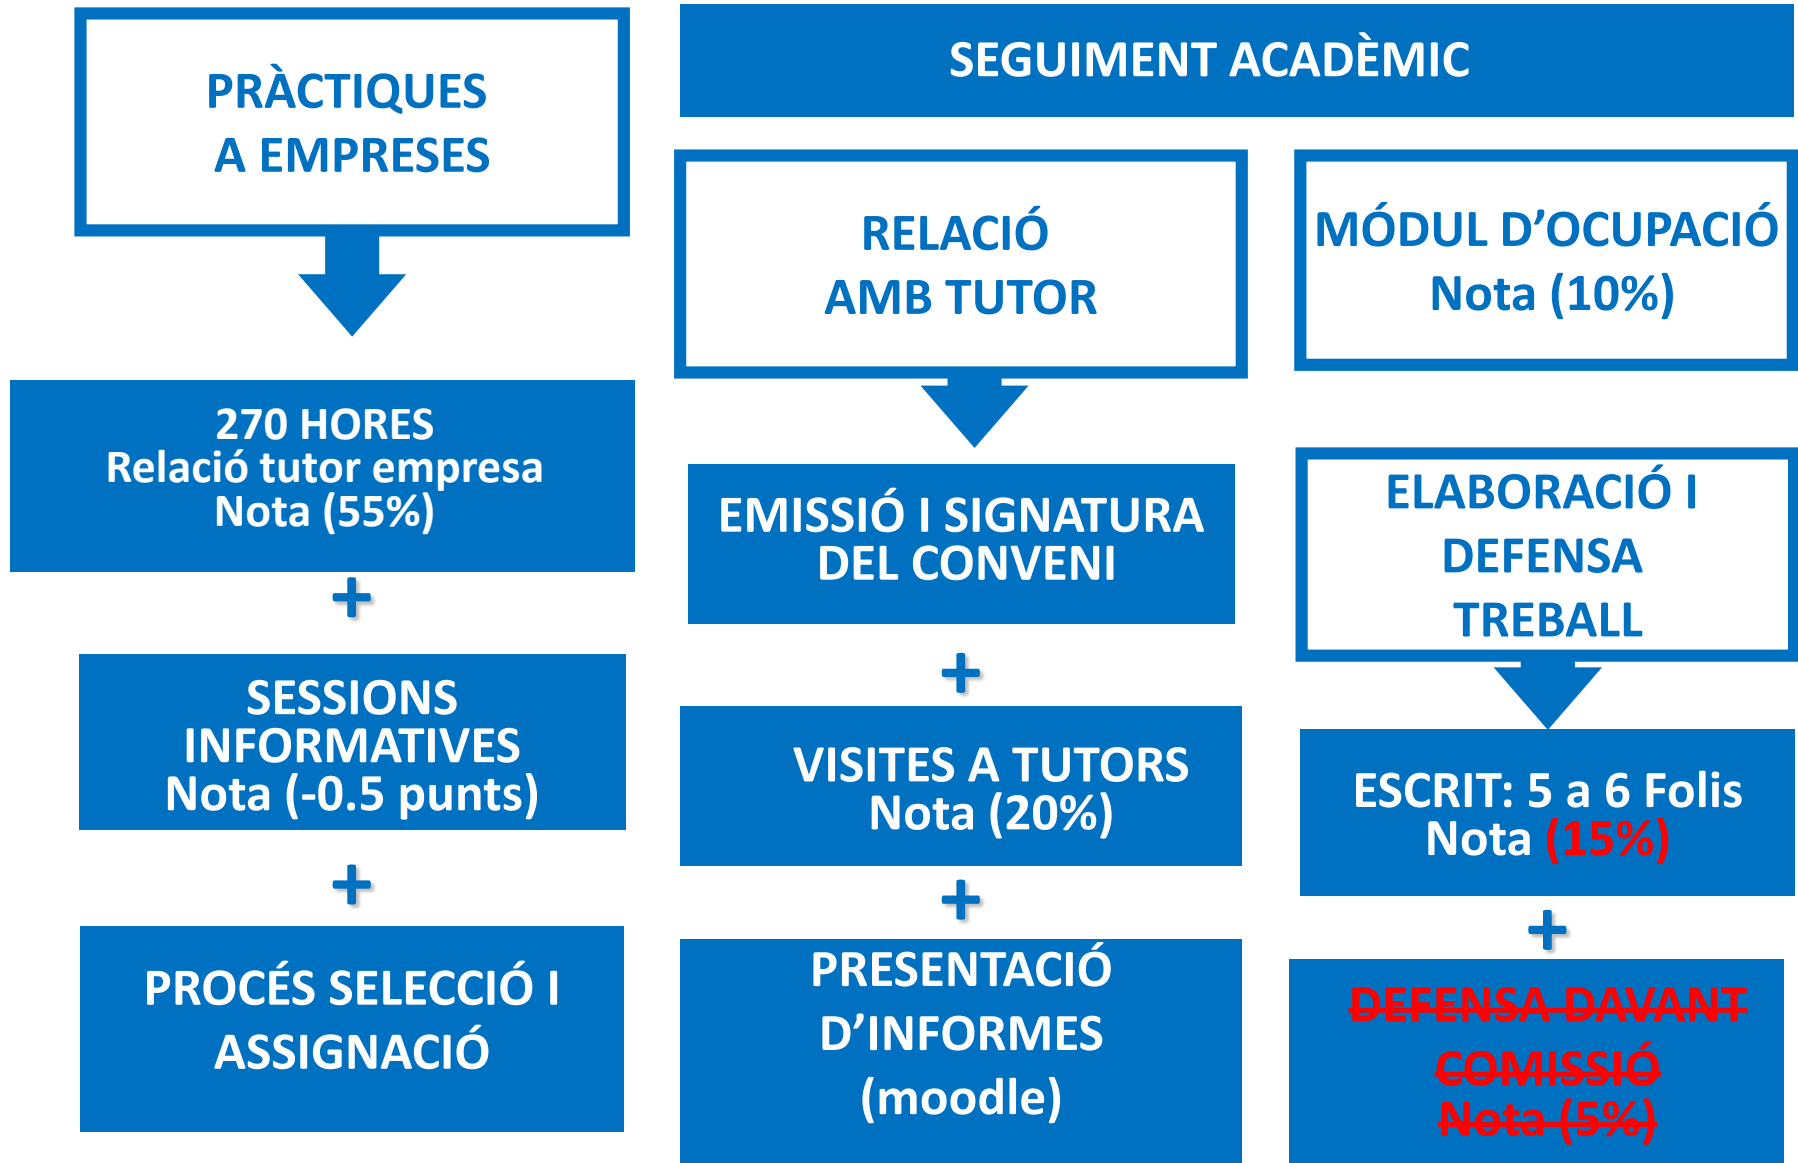 PRÀCTIQUES
A EMPRESES
270 HORES
Relació tutor empresa
Nota (55%)
+
SESSIONS
INFORMATIVES
Nota (-0.5 punts)
+
PROCÉS SELECCIÓ I
ASSIGNACIÓ
SEGUIMENT ACADÈMIC
RELACIÓ
AMB TUTOR
EMISSIÓ I SIGNATURA
DEL CONVENI
+
VISITES A TUTORS
Nota (20%)
+
PRESENTACIÓ
D’INFORMES
(moodle)
MÓDUL D’OCUPACIÓ
Nota (10%)
ELABORACIÓ I
DEFENSA
TREBALL
ESCRIT: 5 a 6 Folis
Nota (15%)
+
DEFENSA DAVANT
COMISSIÓ
Nota (5%)